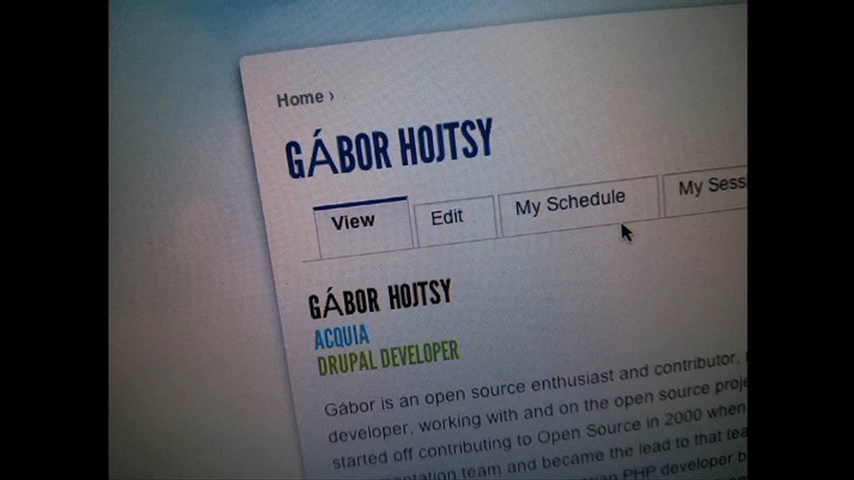 Home ›
GÁBOR HOJTSY
View Edit My Schedule My Sess
GÁBOR HOJTSY
ACQUIA
DRUPAL DEVELOPER
Gábor is an open source enthusiast and contributor,
developer, working with and on the open source proje
started off contributing to Open Source in 2000 when
mentation team and became the lead to that tea
PHP developer b